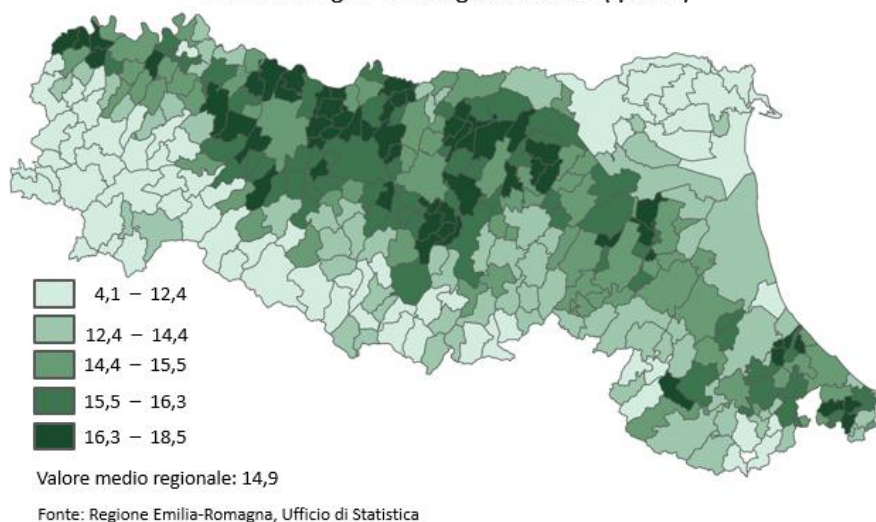 4,1 – 12,4
12,4 – 14,4
14,4 – 15,5
15,5 – 16,3
16,3 – 18,5
Valore medio regionale: 14,9
Fonte: Regione Emilia-Romagna, Ufficio di Statistica